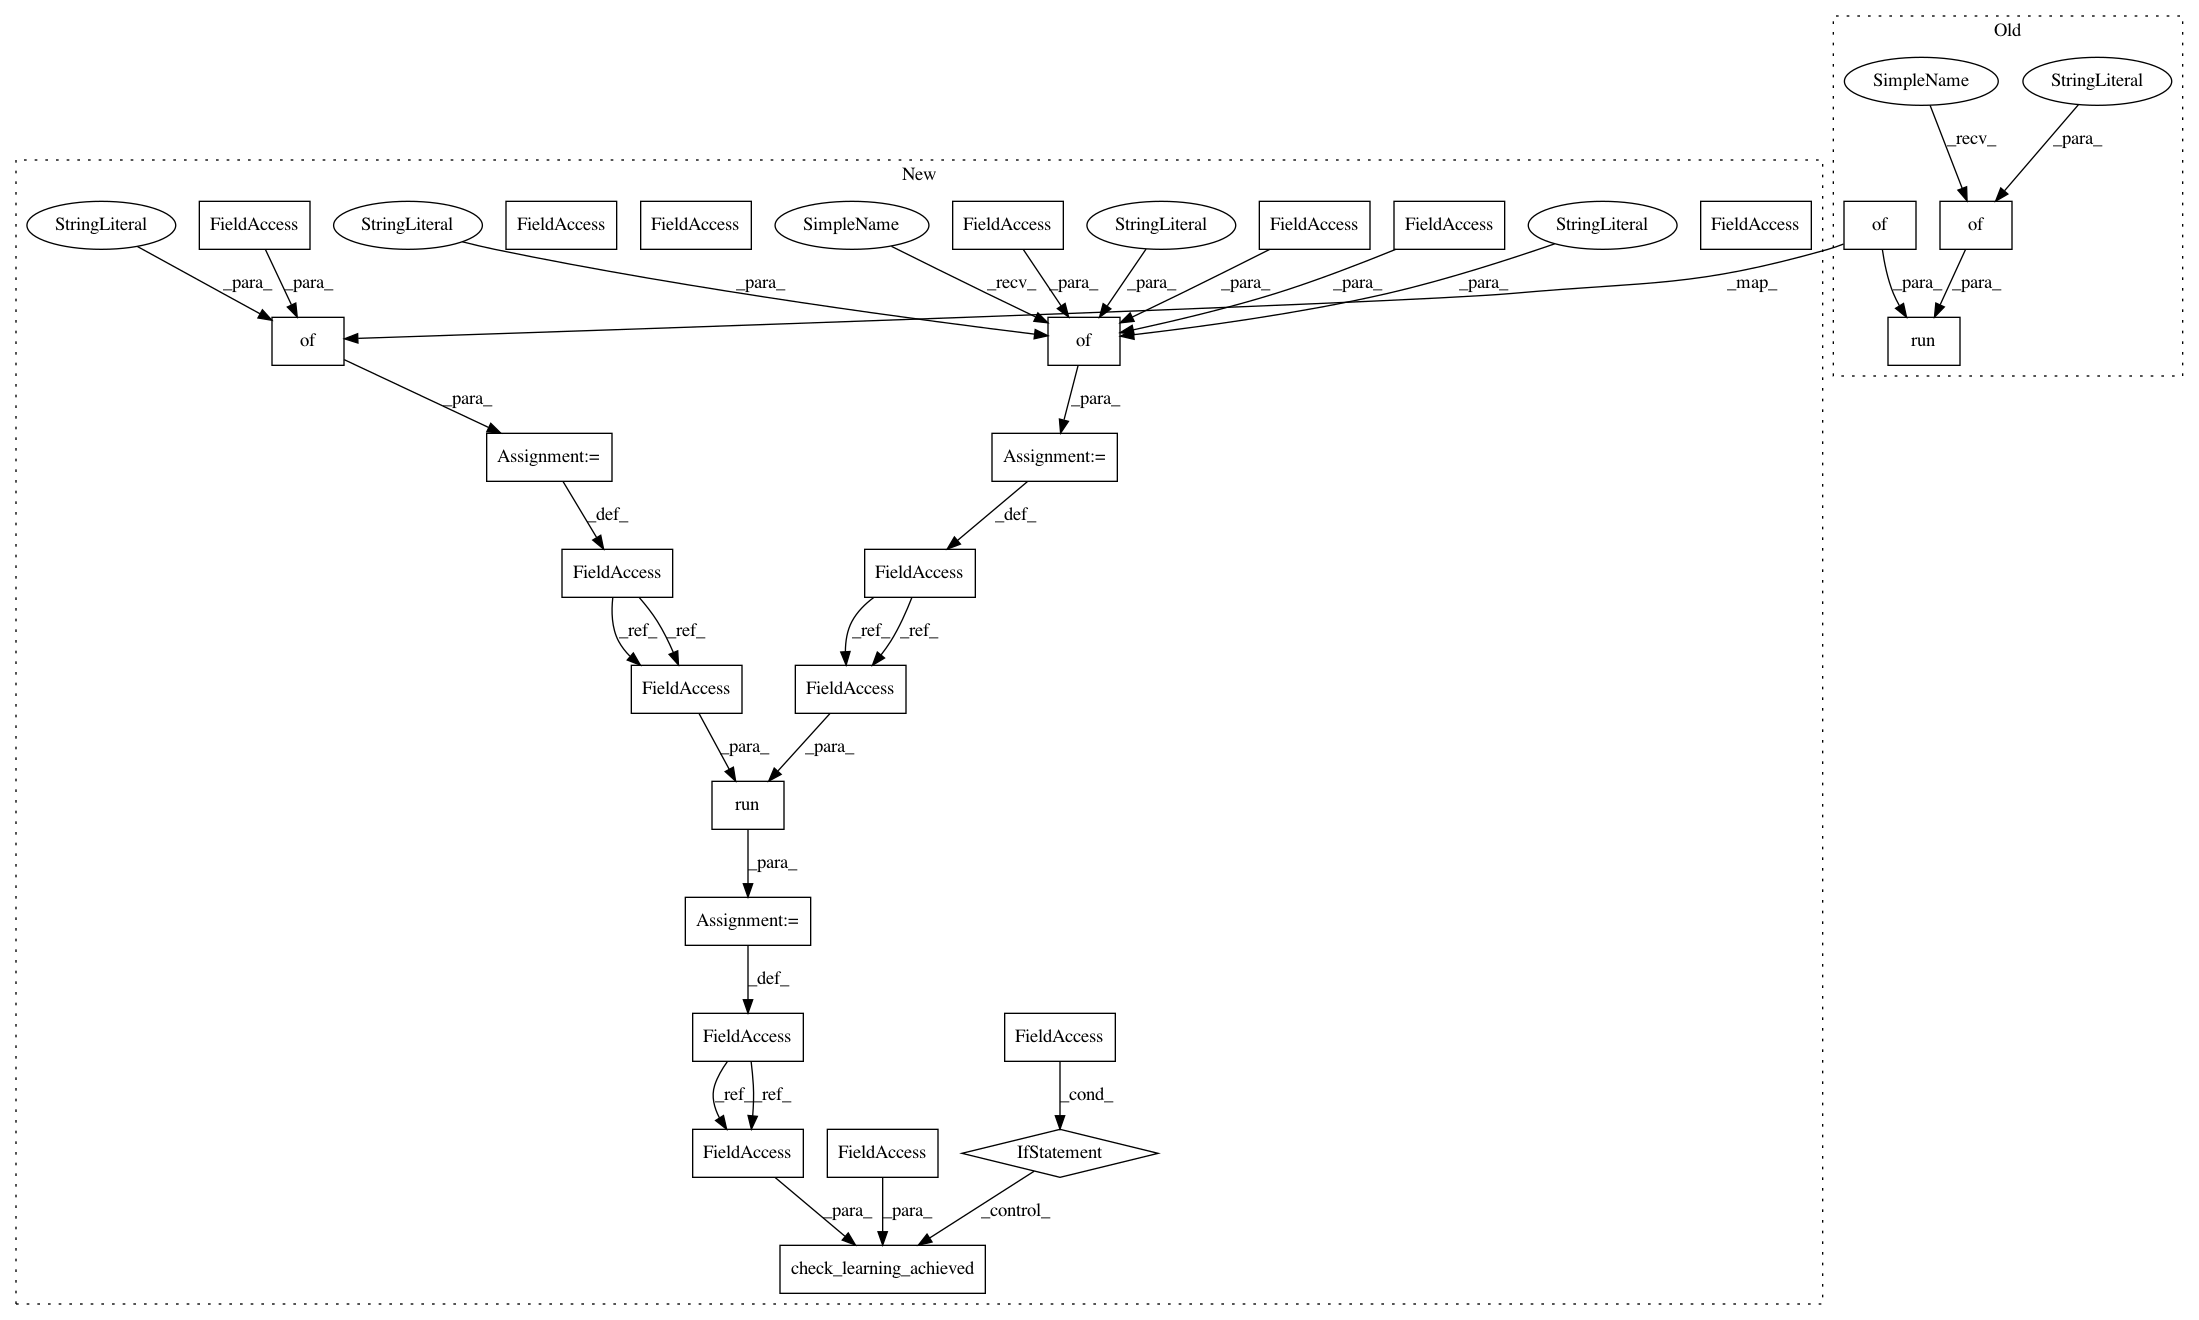 Old
SimpleName
StringLiteral
_recv_
_para_
New
StringLiteral
FieldAccess
StringLiteral
FieldAccess
FieldAccess
SimpleName
FieldAccess
StringLiteral
FieldAccess
FieldAccess
StringLiteral
FieldAccess
of
of
_para_
_para_
_para_
_recv_
_para_
_para_
_para_
_para_
_para_
_map_
_para_
_para_
of
of
run
_para_
_para_
Assignment:=
Assignment:=
_def_
_def_
FieldAccess
FieldAccess
_ref_
_ref_
_ref_
_ref_
FieldAccess
FieldAccess
_para_
_para_
run
_para_
Assignment:=
_def_
FieldAccess
FieldAccess
_ref_
_ref_
_cond_
FieldAccess
FieldAccess
IfStatement
_para_
_para_
_control_
check_learning_achieved